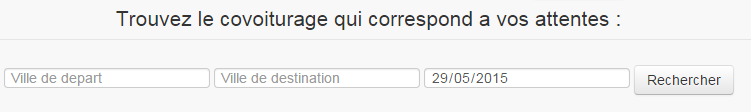 Trouvez le covoiturage qui correspond a vos attentes :
Ville de depart Ville de destination 29/05/2015 Rechercher